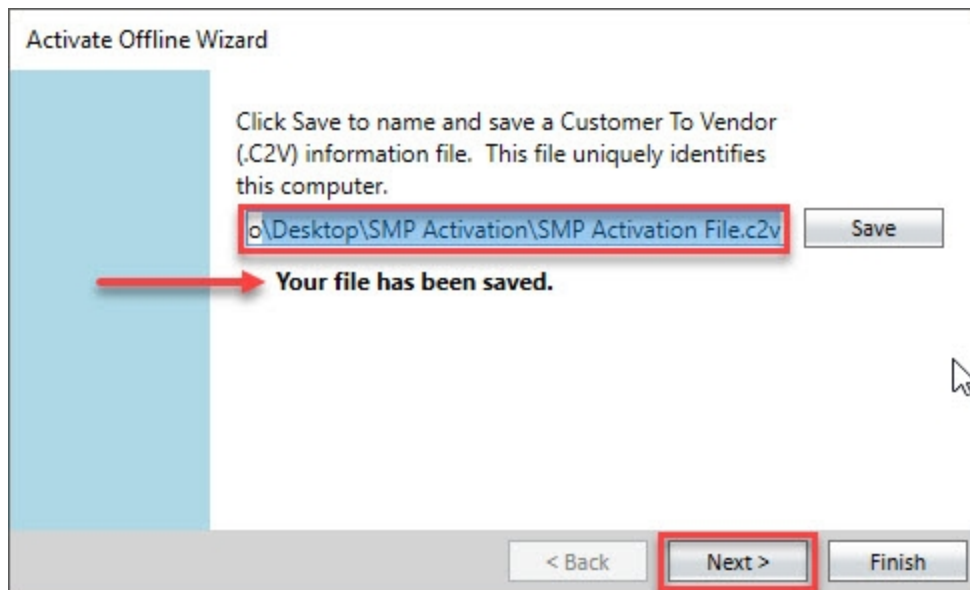 Activate Offline Wizard
Click Save to name and save a Customer To Vendor
(.C2V) information file.  This file uniquely identifies
this computer.
o\Desktop\SMP Activation\SMP Activation File.c2v
Save
Your file has been saved.
< Back
Next >
Finish